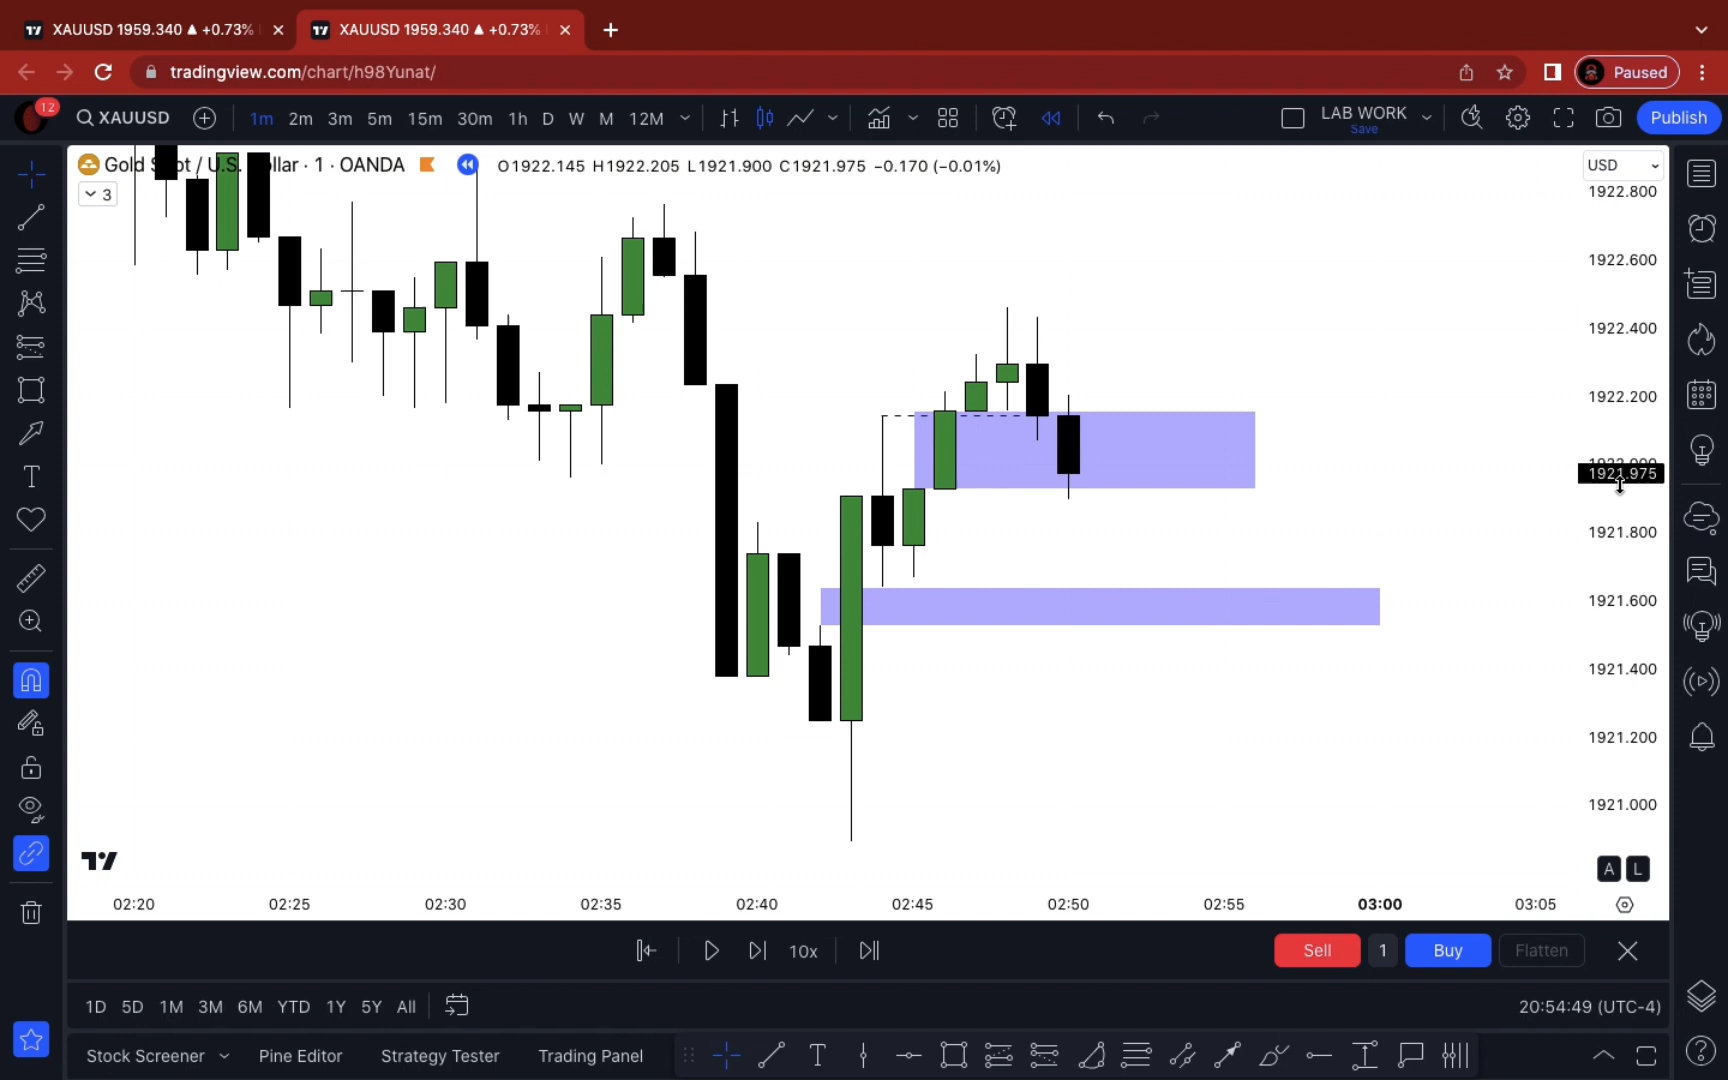 XAUUSD 1959.340 ▲ +0.73%
XAUUSD 1959.340 ▲ +0.73%
tradingview.com/chart/h98Yunat/
Paused
12
XAUUSD
1m 2m 3m 5m 15m 30m 1h D W M 12M
LAB WORK
Save
Publish
Gold S ot / U.S. ollar · 1 · OANDA
O1922.145 H1922.205 L1921.900 C1921.975 −0.170 (−0.01%)
USD
3
1922.800
1922.600
1922.400
1922.200
1921.975
1921.800
1921.600
1921.400
1921.200
1921.000
A L
02:20 02:25 02:30 02:35 02:40 02:45 02:50 02:55 03:00 03:05
10x
Sell 1 Buy Flatten
1D 5D 1M 3M 6M YTD 1Y 5Y All
20:54:49 (UTC-4)
Stock Screener Pine Editor Strategy Tester Trading Panel